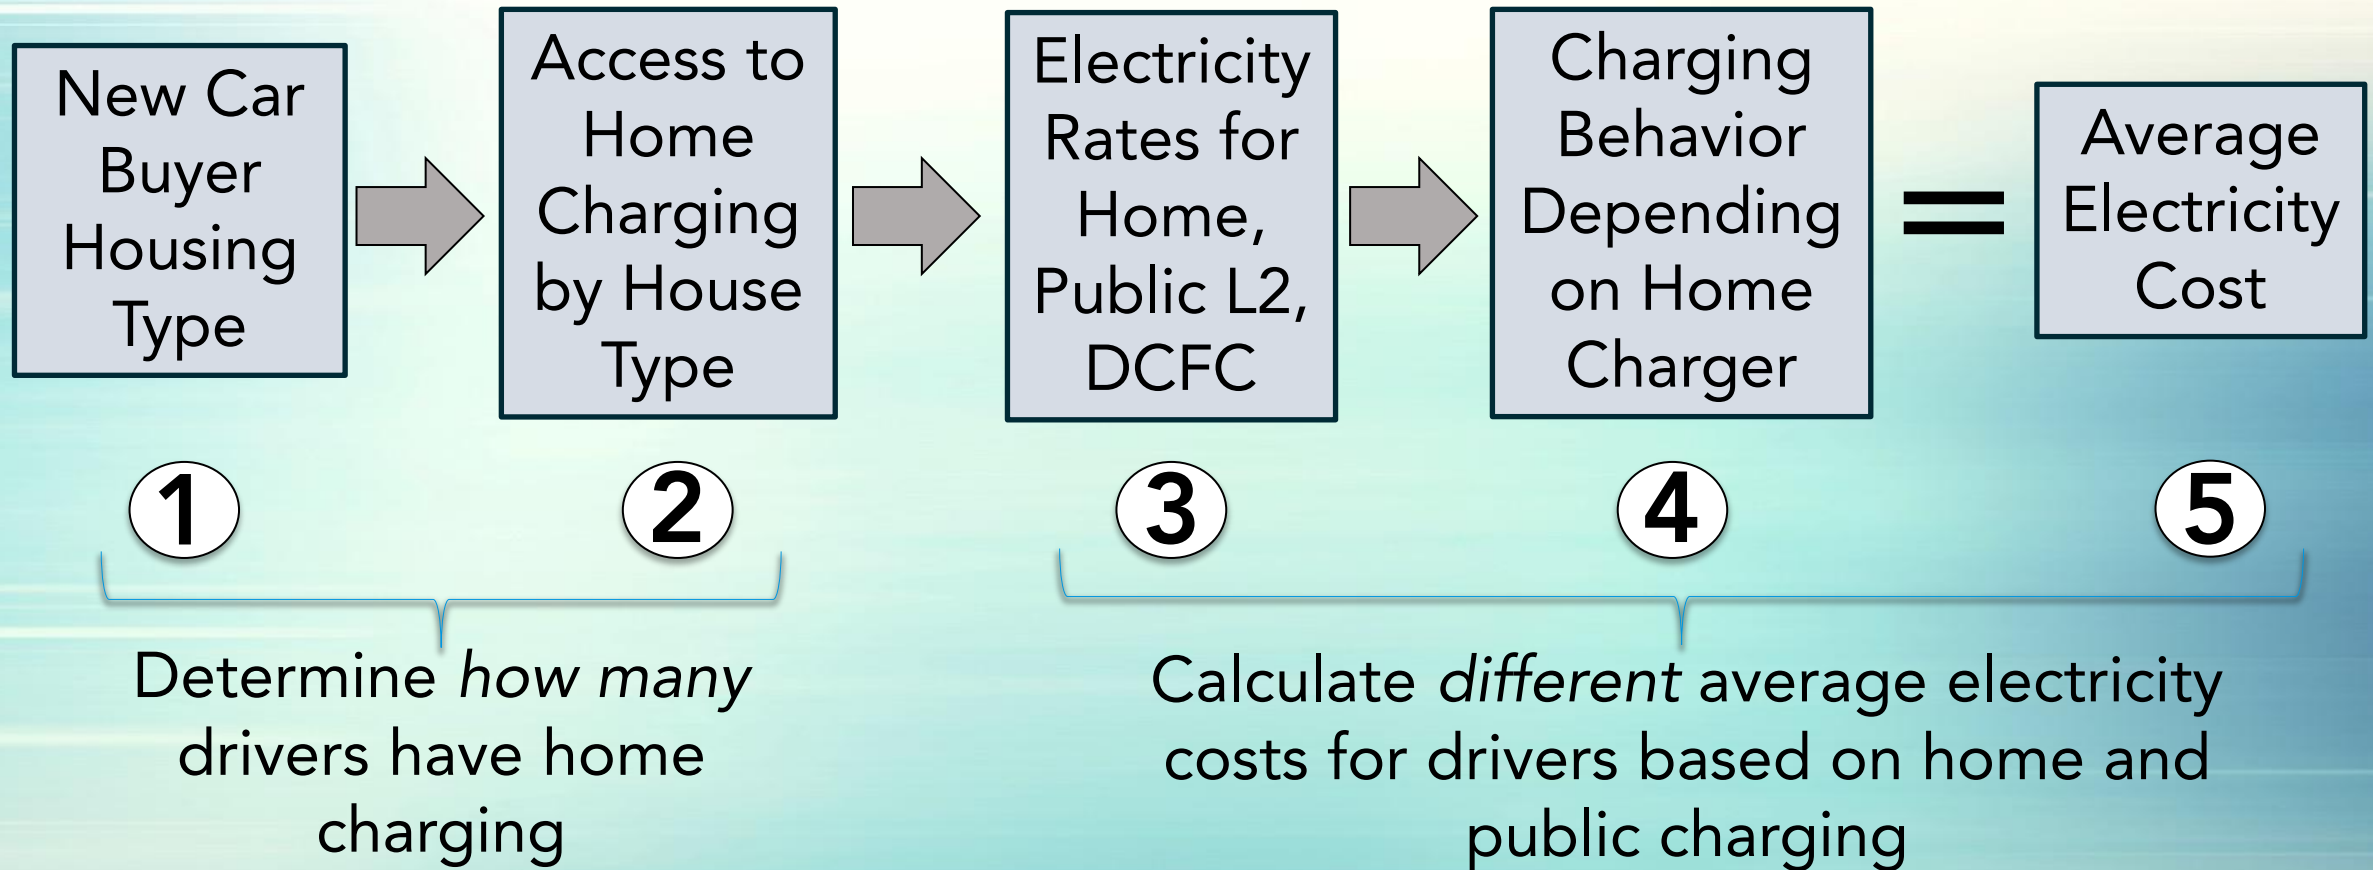 New Car
Buyer
Housing
Type
Access to
Home
Charging
by House
Type
Electricity
Rates for
Home,
Public L2,
DCFC
Charging
Behavior
Depending
on Home
Charger
=
Average
Electricity
Cost
1
2
3
4
5
Determine how many
drivers have home
charging
Calculate different average electricity
costs for drivers based on home and
public charging